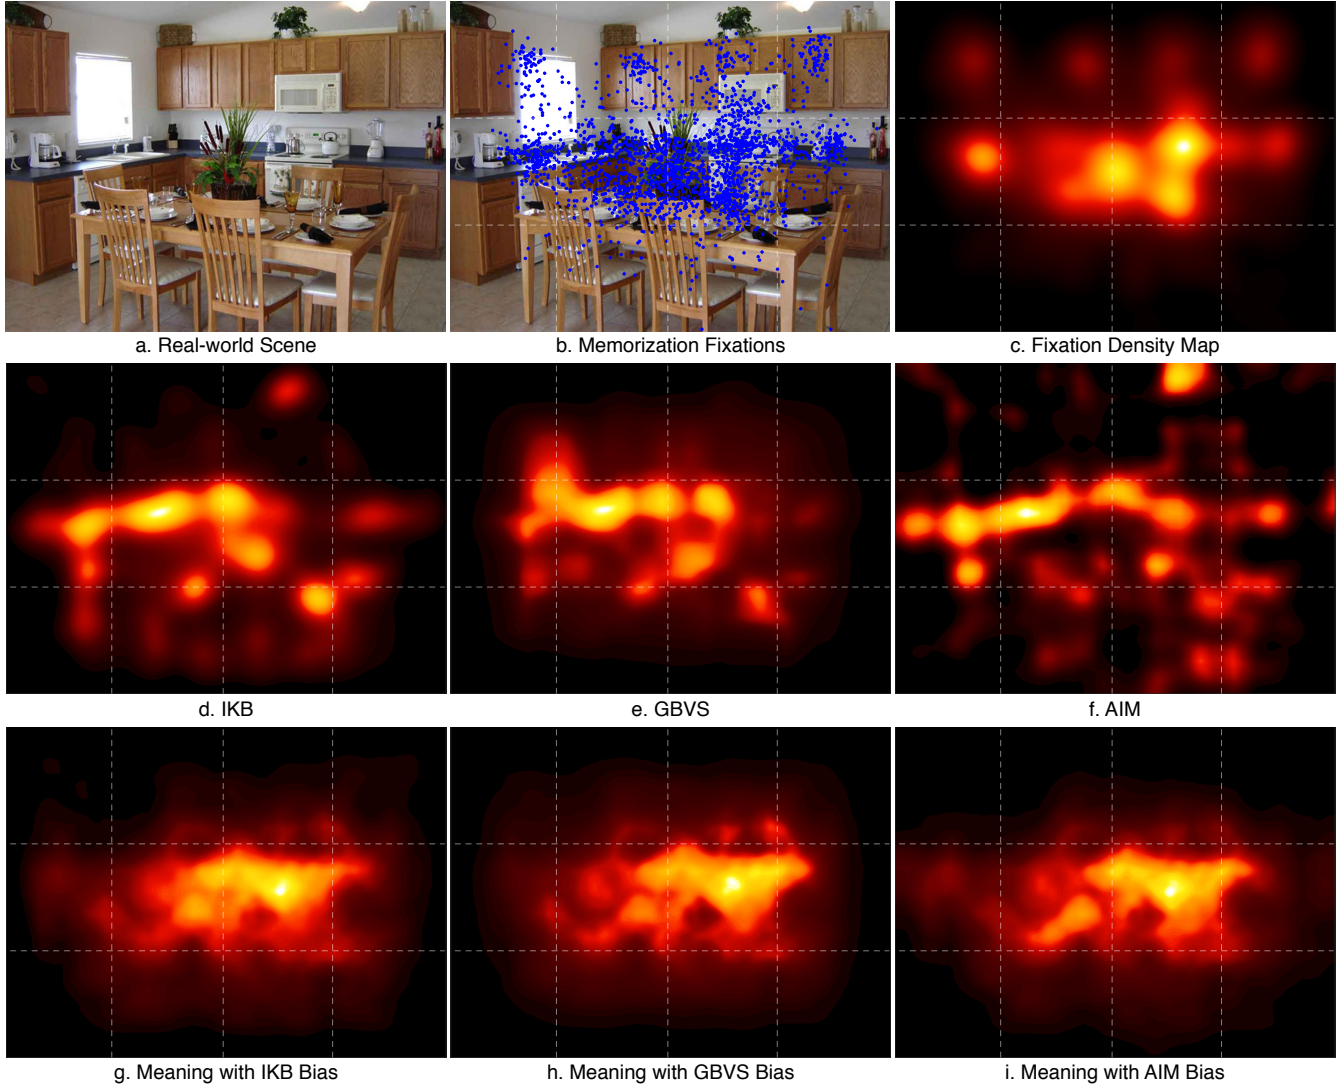 a. Real-world Scene
b. Memorization Fixations
c. Fixation Density Map
d. IKB
e. GBVS
f. AIM
g. Meaning with IKB Bias
h. Meaning with GBVS Bias
i. Meaning with AIM Bias